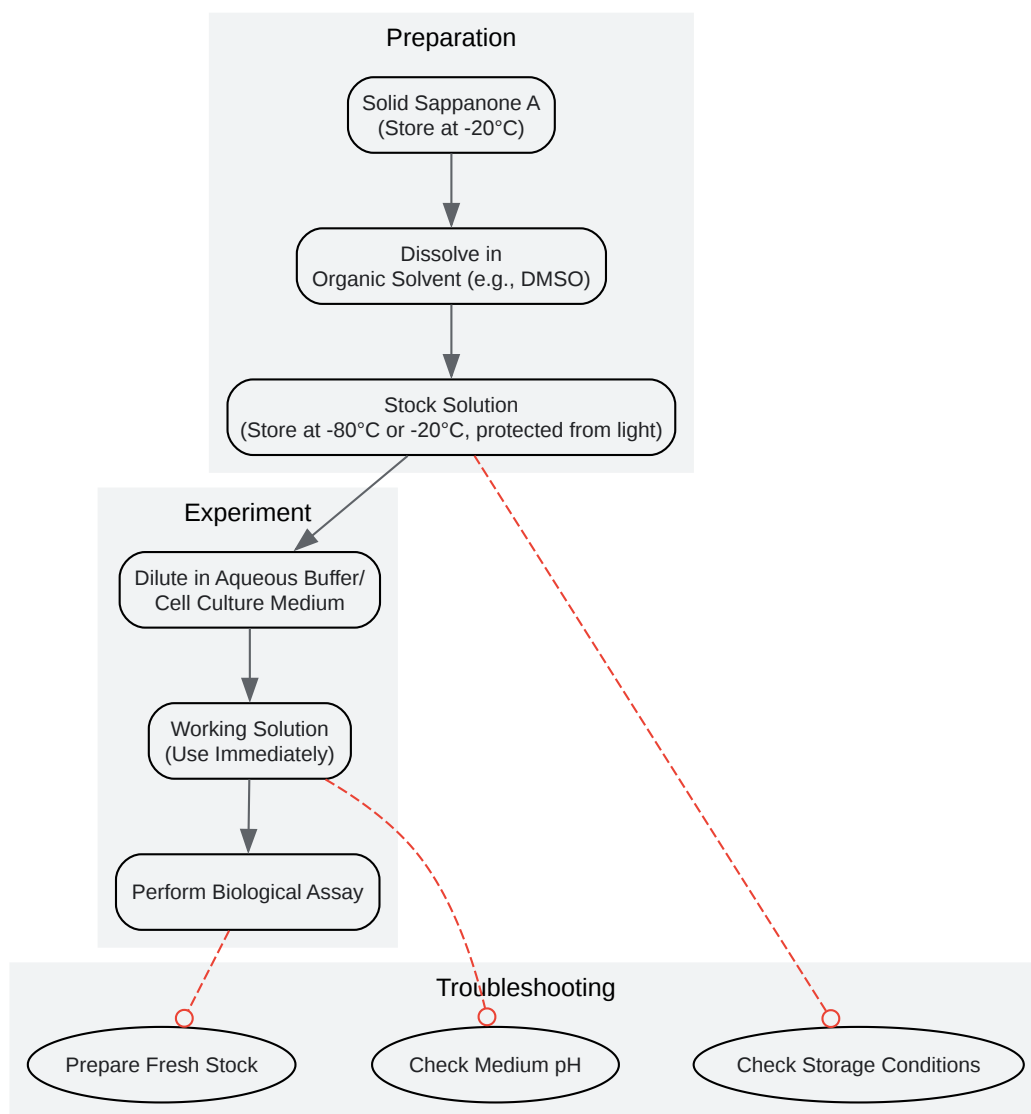 Preparation
Solid Sappanone A
(Store at -20°C)
Dissolve in
Organic Solvent (e.g., DMSO)
Stock Solution
(Store at -80°C or -20°C, protected from light)
Experiment
Dilute in Aqueous Buffer/
Cell Culture Medium
Working Solution
(Use Immediately)
Perform Biological Assay
Troubleshooting
Prepare Fresh Stock
Check Medium pH
Check Storage Conditions